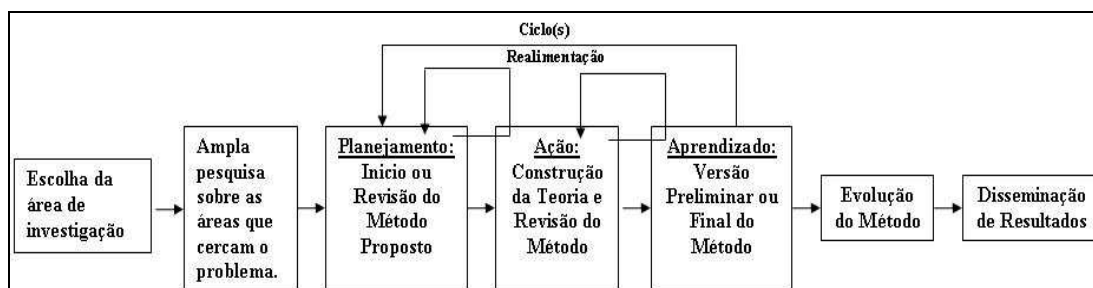 Ciclo(s)
Realimentação
Escolha da
área de
investigação
Ampla
pesquisa
sobre as
áreas que
cercam o
problema.
Planejamento:
Inicio ou
Revisão do
Método
Proposto
Ação:
Construção
da Teoria e
Revisão do
Método
Aprendizado:
Versão
Preliminar ou
Final do
Método
Evolução
do Método
Disseminação
de Resultados